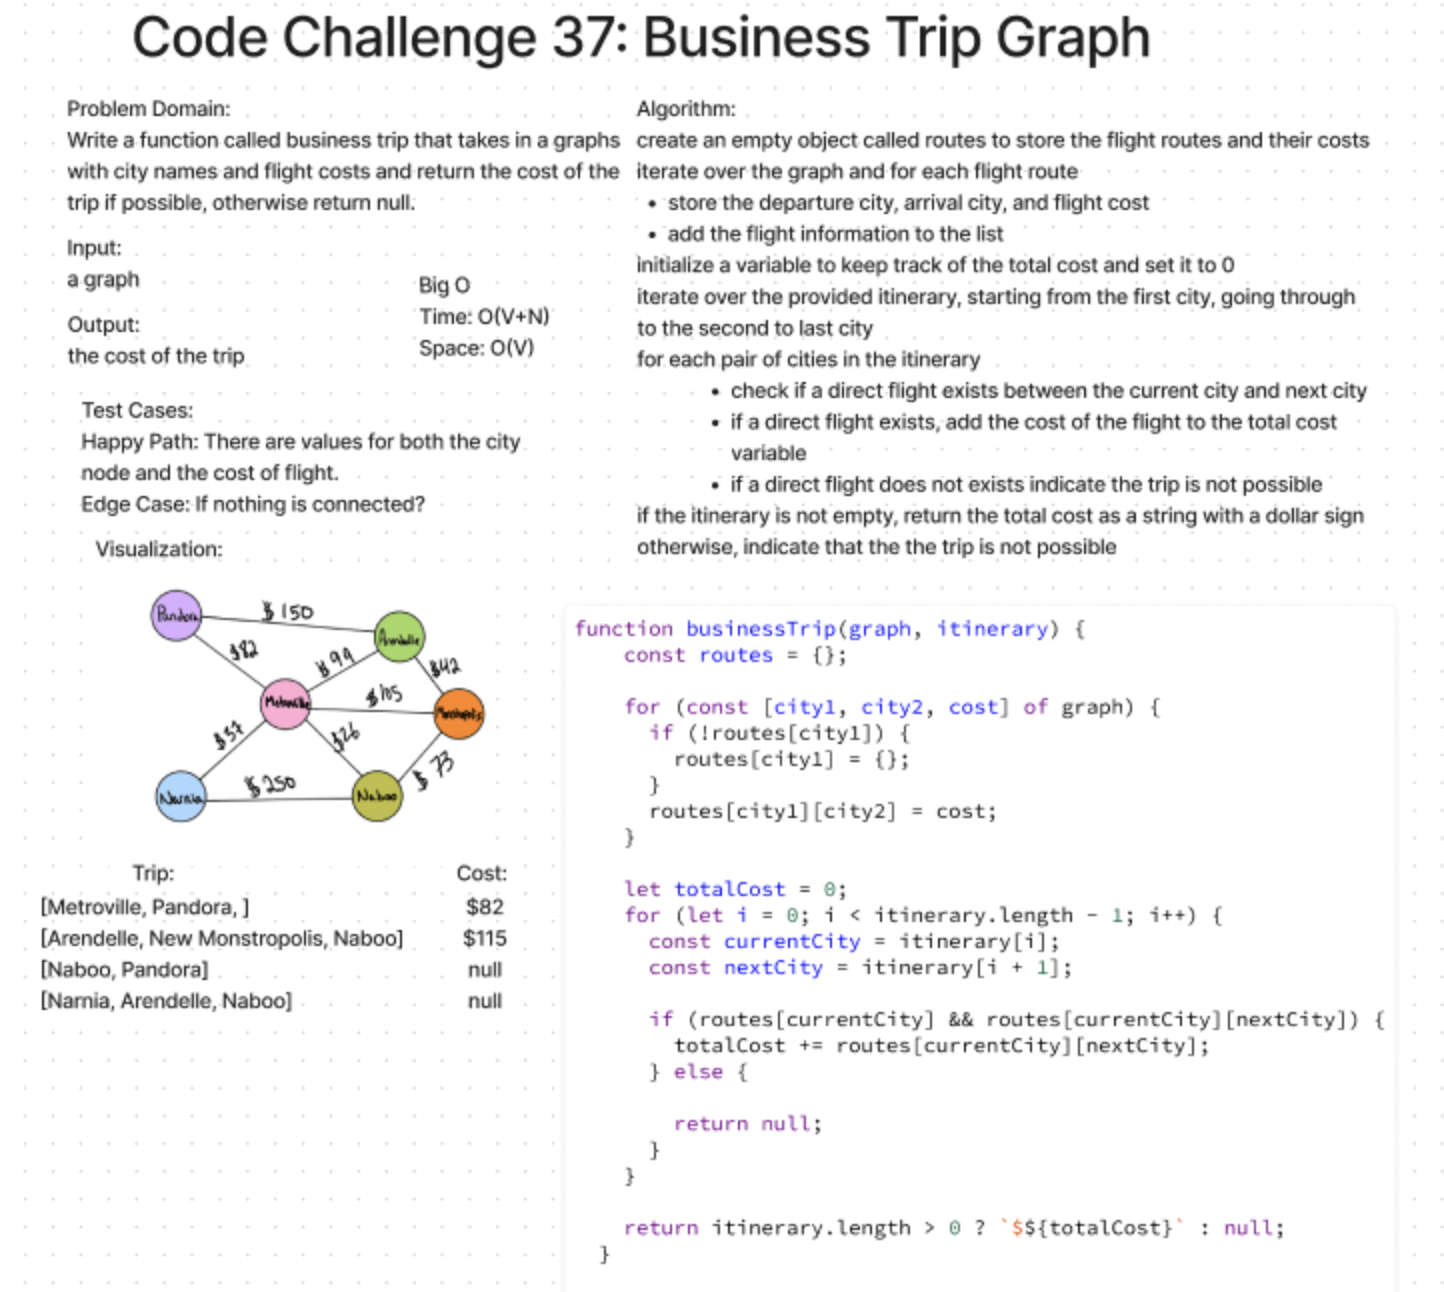 Code Challenge 37: Business Trip Graph
Problem Domain:
Write a function called business trip that takes in a graphs
with city names and flight costs and return the cost of the
trip if possible, otherwise return null.
Input:
a graph
Output:
the cost of the trip
Big O
Time: O(V+N)
Space: O(V)
Test Cases:
Happy Path: There are values for both the city
node and the cost of flight.
Edge Case: If nothing is connected?
Visualization:
Pandora
$150
Arendelle
$82
$99
$42
Metroville
$105
Monstropolis
$37
$26
$73
Narnia
$250
Naboo
Trip:
Cost:
[Metroville, Pandora, ]
$82
[Arendelle, New Monstropolis, Naboo]
$115
[Naboo, Pandora]
null
[Narnia, Arendelle, Naboo]
null
Algorithm:
create an empty object called routes to store the flight routes and their costs
iterate over the graph and for each flight route
• store the departure city, arrival city, and flight cost
• add the flight information to the list
initialize a variable to keep track of the total cost and set it to 0
iterate over the provided itinerary, starting from the first city, going through
to the second to last city
for each pair of cities in the itinerary
• check if a direct flight exists between the current city and next city
• if a direct flight exists, add the cost of the flight to the total cost
variable
• if a direct flight does not exists indicate the trip is not possible
if the itinerary is not empty, return the total cost as a string with a dollar sign
otherwise, indicate that the the trip is not possible
function businessTrip(graph, itinerary) {
const routes = {};
for (const [city1, city2, cost] of graph) {
if (!routes[city1]) {
routes[city1] = {};
}
routes[city1][city2] = cost;
}
let totalCost = 0;
for (let i = 0; i < itinerary.length - 1; i++) {
const currentCity = itinerary[i];
const nextCity = itinerary[i + 1];
if (routes[currentCity] && routes[currentCity][nextCity]) {
totalCost += routes[currentCity][nextCity];
} else {
return null;
}
}
return itinerary.length > 0 ? `$${totalCost}` : null;
}